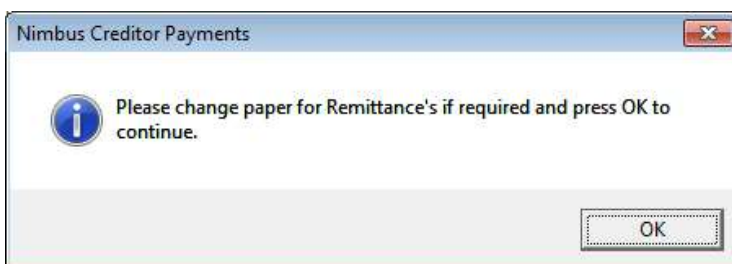 Nimbus Creditor Payments
Please change paper for Remittance's if required and press OK to
continue.
OK